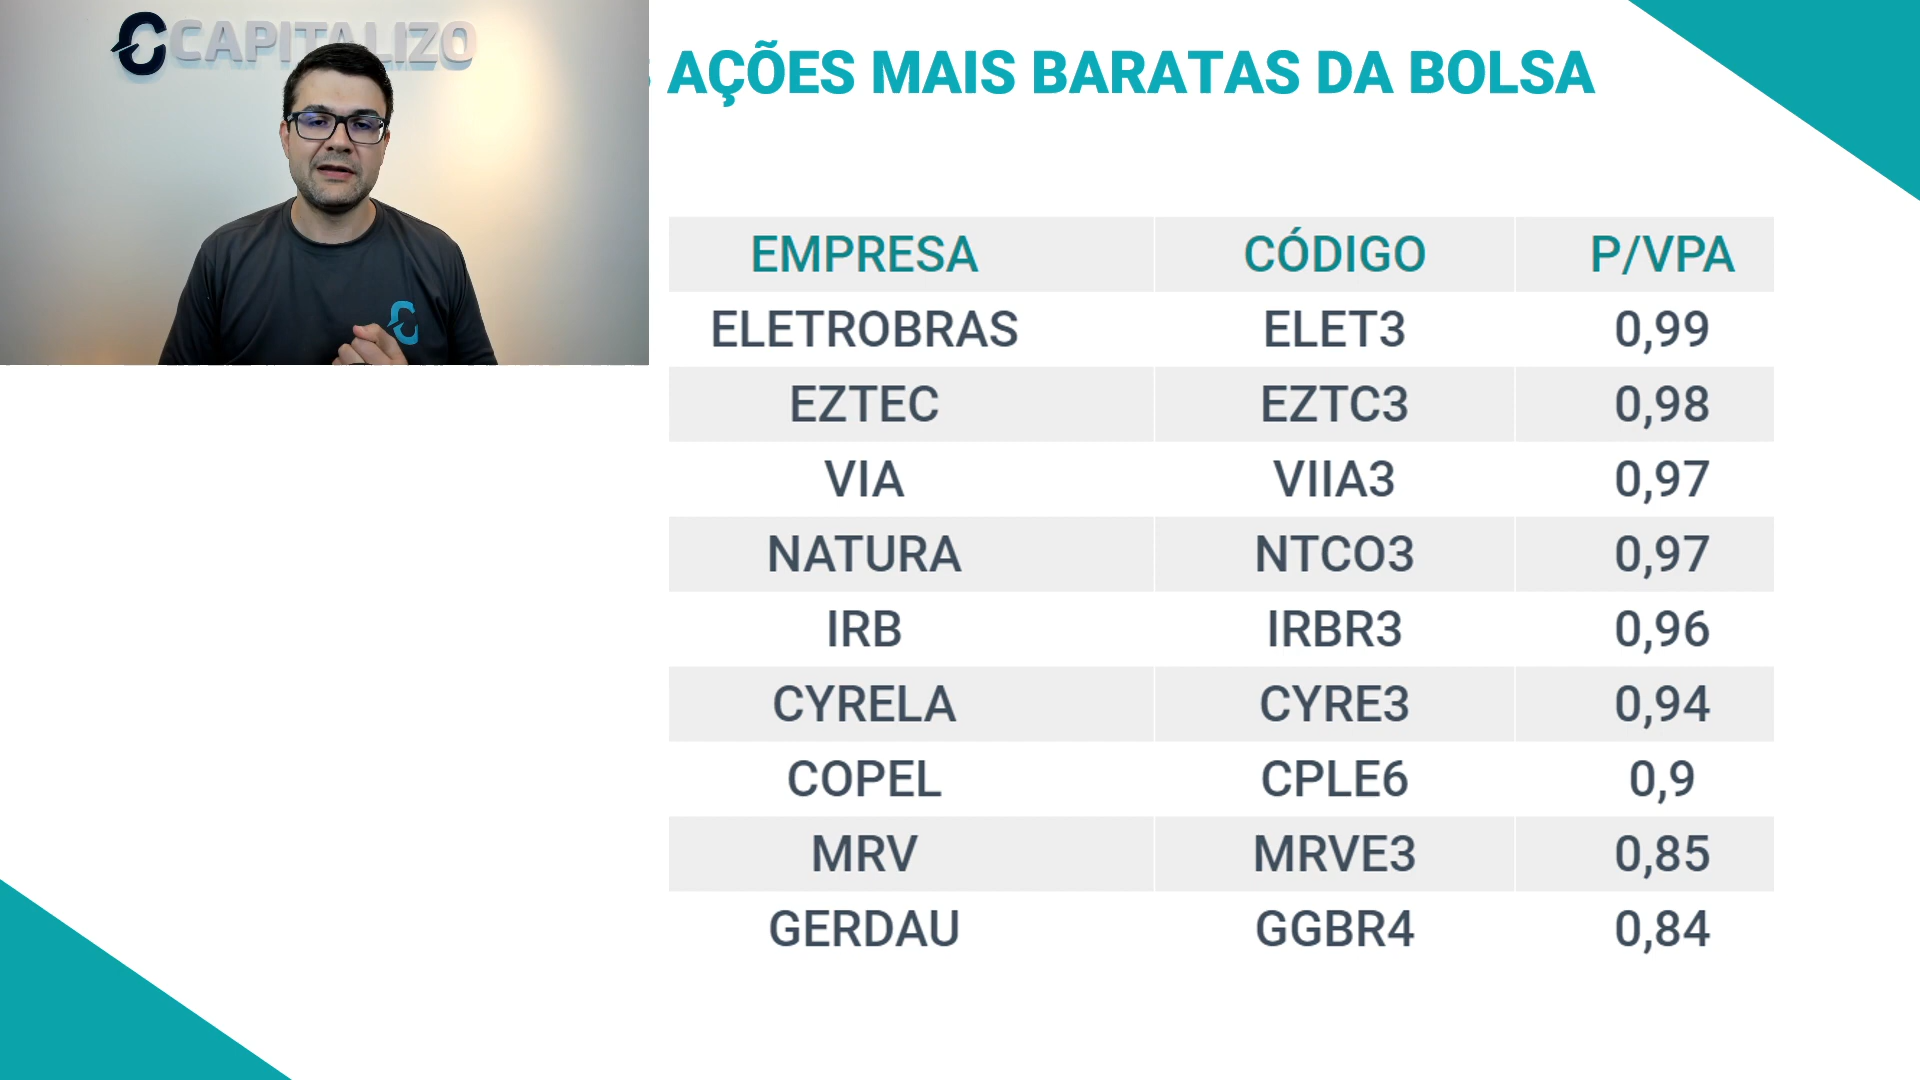 CAPITALIZO
AÇÕES MAIS BARATAS DA BOLSA
EMPRESA CÓDIGO P/VPA
ELETROBRAS ELET3 0,99
EZTEC EZTC3 0,98
VIA VIIA3 0,97
NATURA NTCO3 0,97
IRB IRBR3 0,96
CYRELA CYRE3 0,94
COPEL CPLE6 0,9
MRV MRVE3 0,85
GERDAU GGBR4 0,84